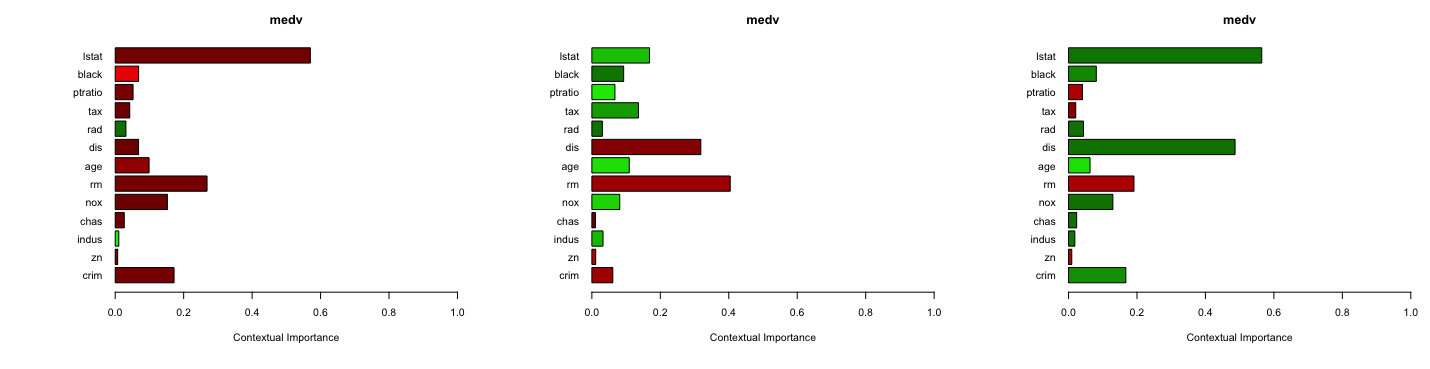 medv
lstat
black
ptratio
tax
rad
dis
age
rm
nox
chas
indus
zn
crim
0.0 0.2 0.4 0.6 0.8 1.0
Contextual Importance
medv
lstat
black
ptratio
tax
rad
dis
age
rm
nox
chas
indus
zn
crim
0.0 0.2 0.4 0.6 0.8 1.0
Contextual Importance
medv
lstat
black
ptratio
tax
rad
dis
age
rm
nox
chas
indus
zn
crim
0.0 0.2 0.4 0.6 0.8 1.0
Contextual Importance